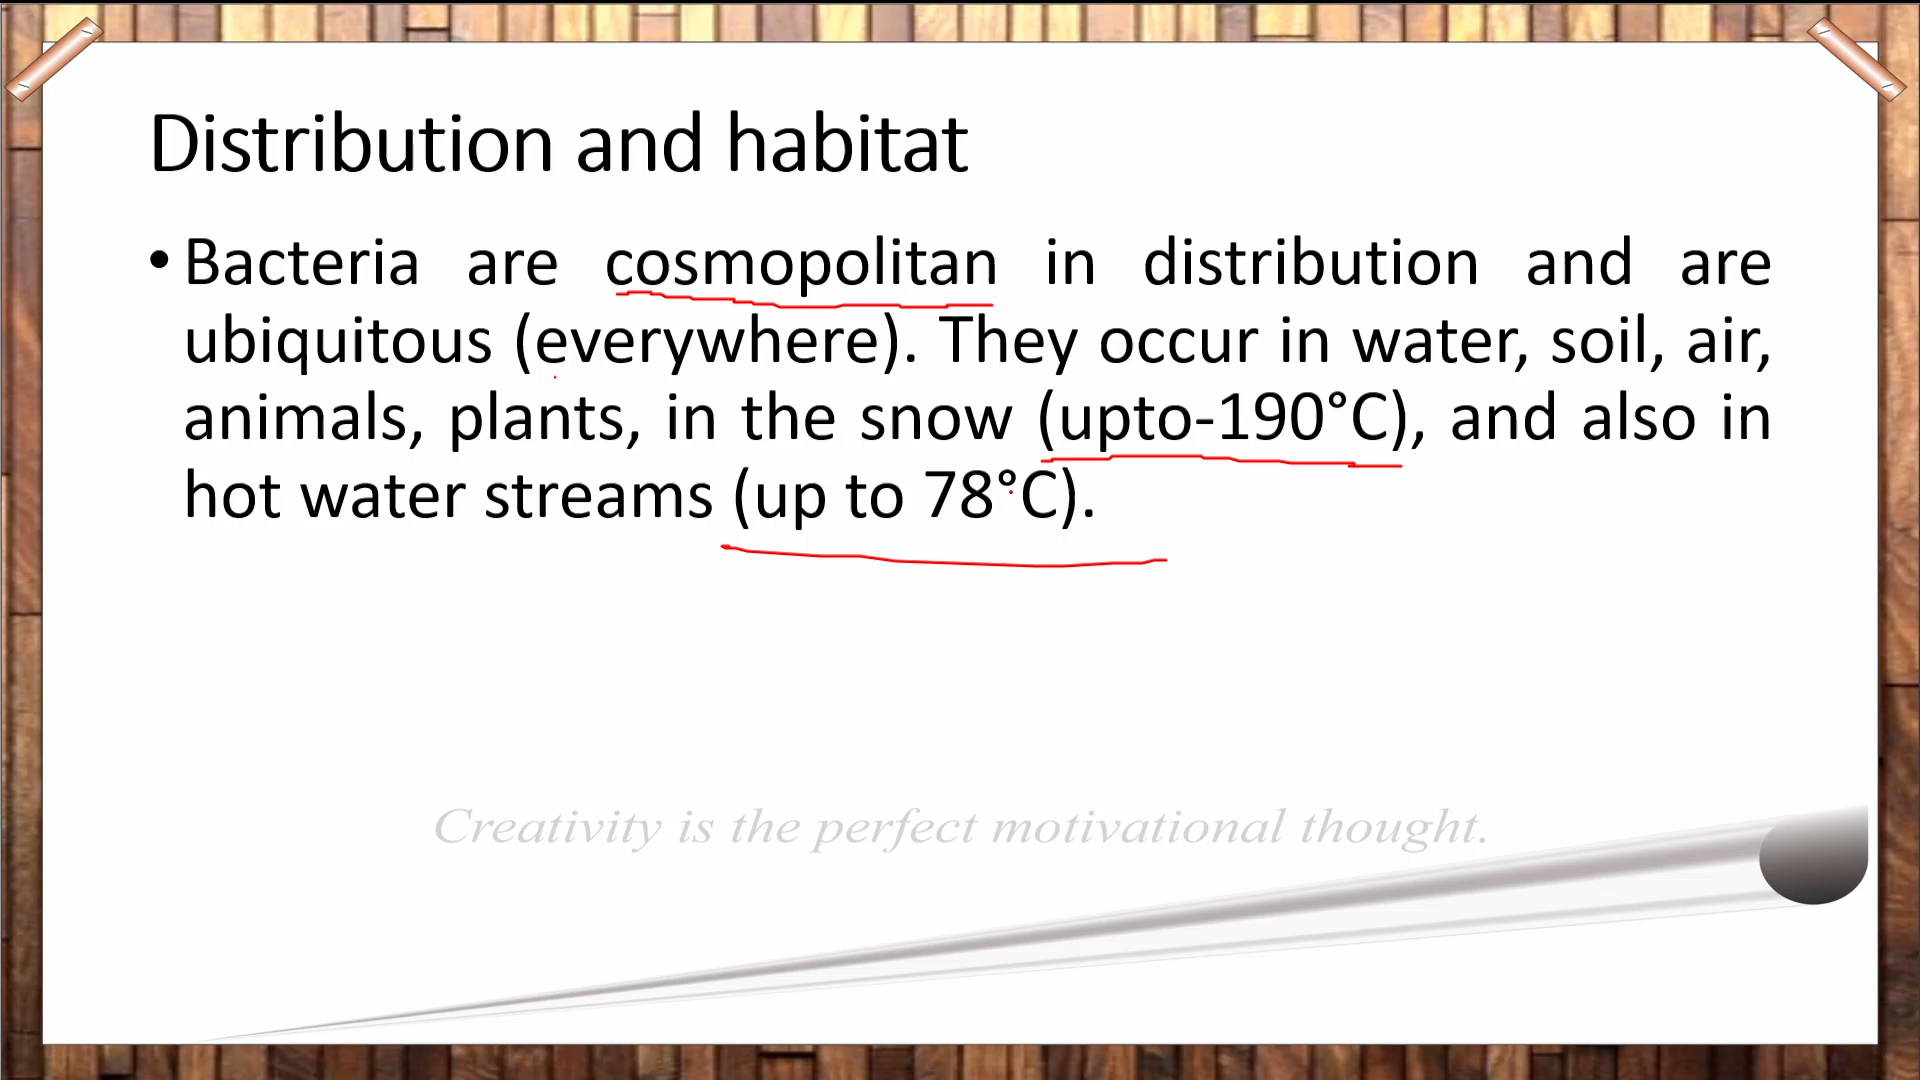 Distribution and habitat
• Bacteria are cosmopolitan in distribution and are
ubiquitous (everywhere). They occur in water, soil, air,
animals, plants, in the snow (upto-190°C), and also in
hot water streams (up to 78°C).
Creativity is the perfect motivational thought.